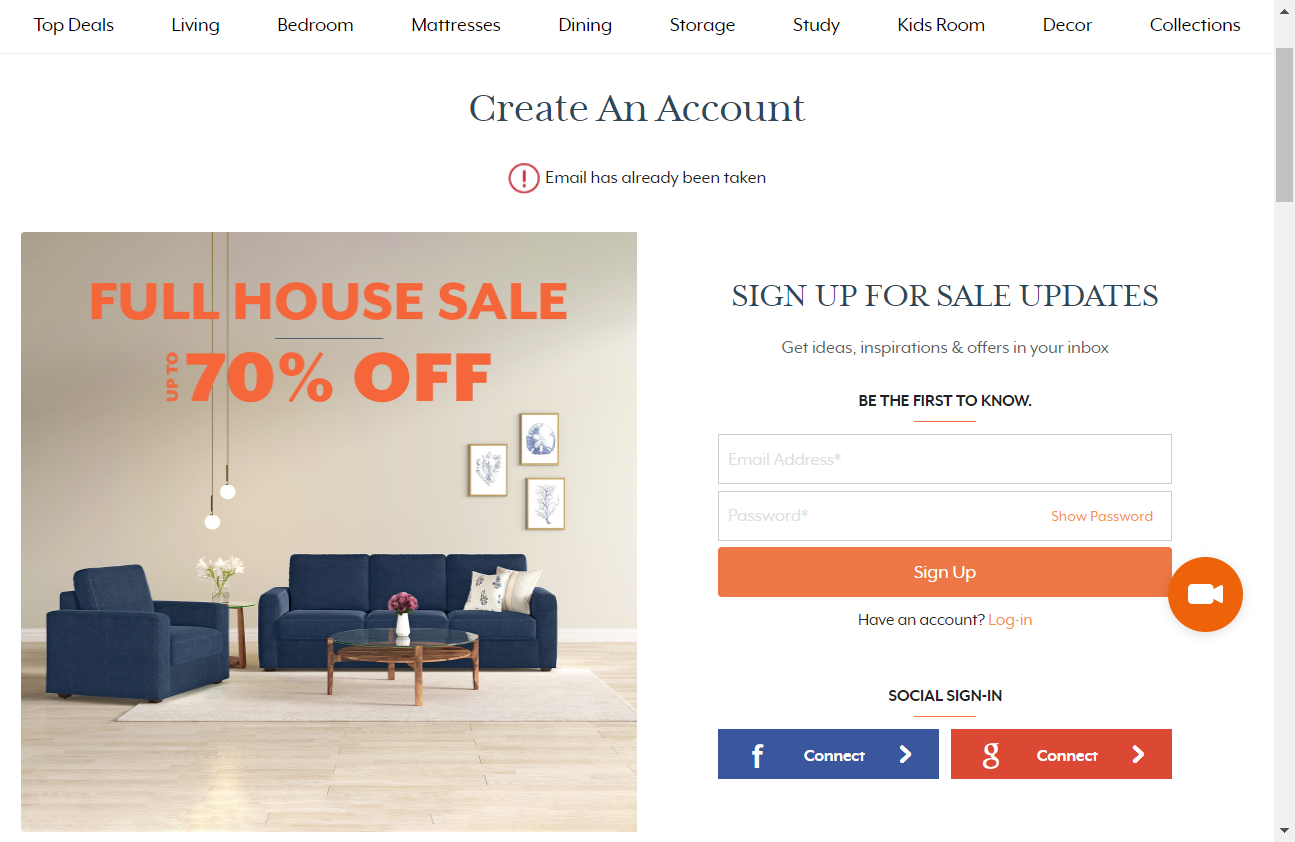 Top Deals Living Bedroom Mattresses Dining Storage Study Kids Room Decor Collections
Create An Account
Email has already been taken
FULL HOUSE SALE
UP TO 70% OFF
SIGN UP FOR SALE UPDATES
Get ideas, inspirations & offers in your inbox
BE THE FIRST TO KNOW.
Email Address*
Password* Show Password
Sign Up
Have an account? Log-in
SOCIAL SIGN-IN
f Connect
g Connect